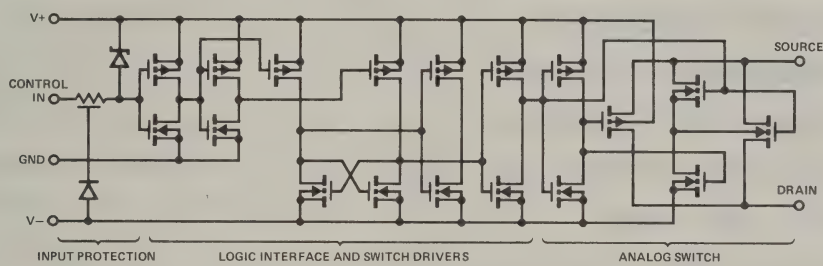 V+
SOURCE
CONTROL
IN
GND
DRAIN
V−
INPUT PROTECTION
LOGIC INTERFACE AND SWITCH DRIVERS
ANALOG SWITCH